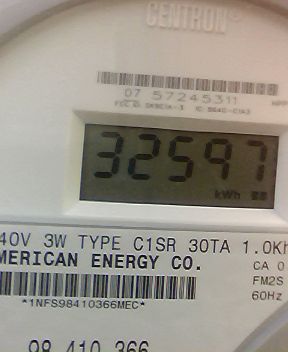 CENTRON®
07 57245311
32597
kWh
40V 3W TYPE C1SR 30TA 1.0Kh
MERICAN ENERGY CO.
CA 0
FM2S
*1NFS98410366MEC*
60Hz
98 410 366